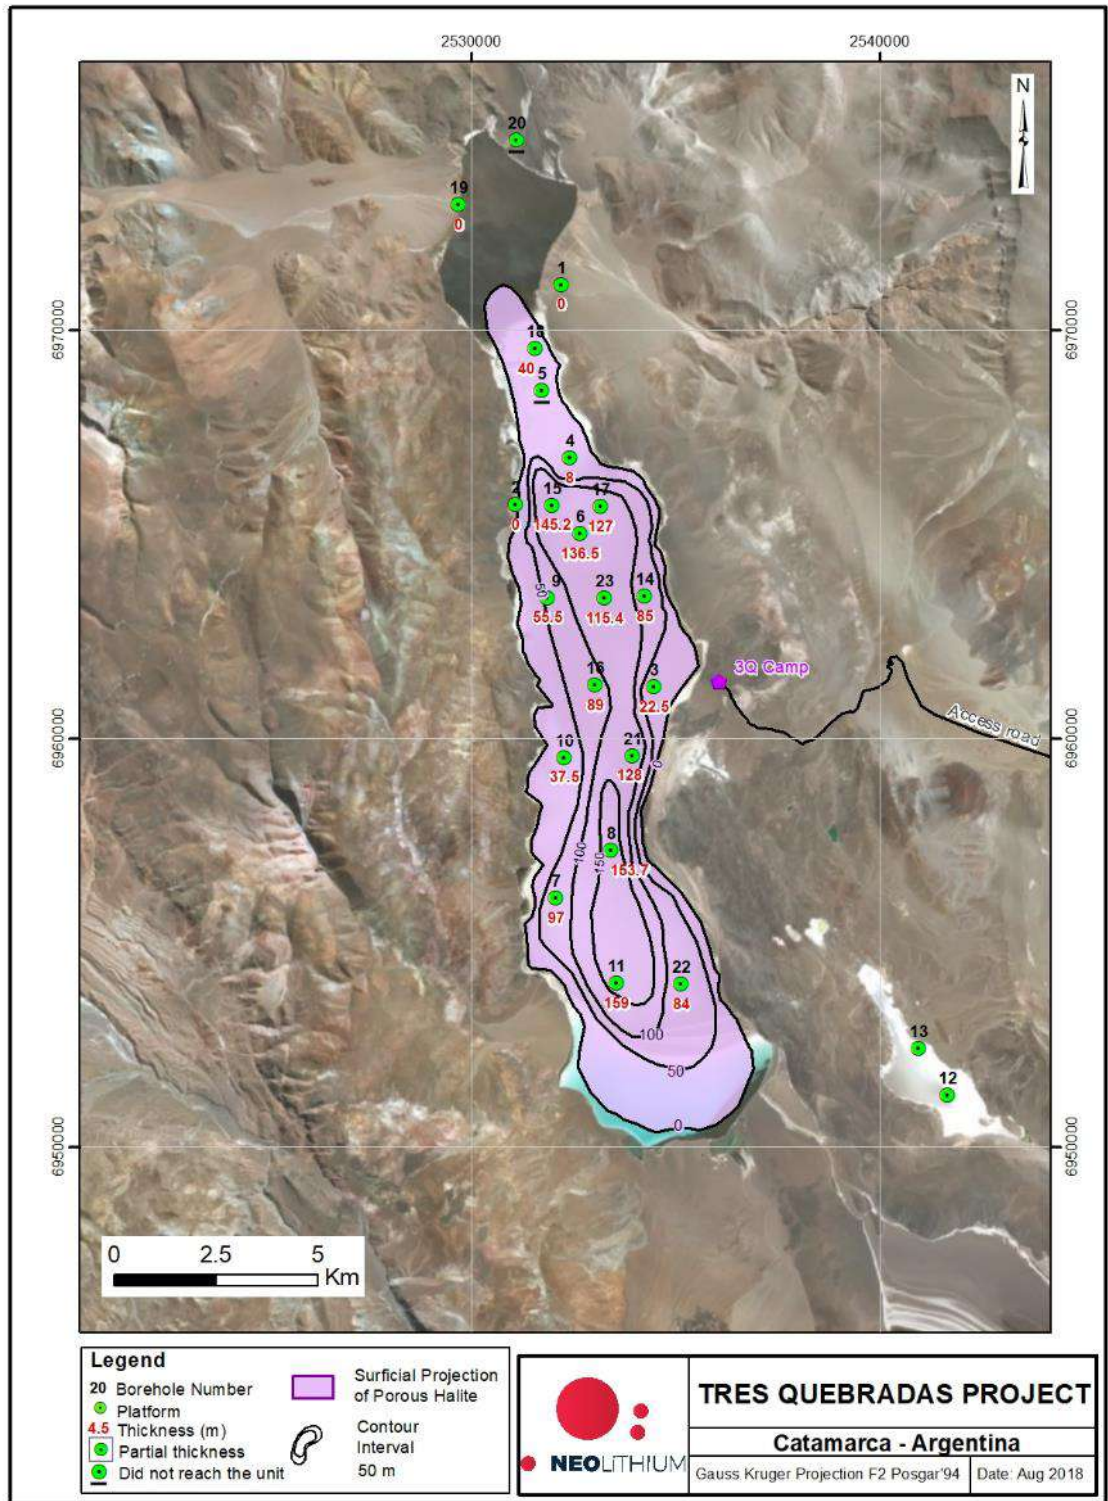 2530000
2540000
N
20
19
0
1
0
6970000
6970000
18
40
5
4
8
2
15
17
0
145.2
6
127
136.5
50
9
23
14
55.5
115.4
85
3Q Camp
16
3
89
22.5
Access road
6960000
6960000
10
21
37.5
128
0
8
100
150
153.7
7
97
11
22
159
84
100
50
13
12
0
6950000
6950000
0 2.5 5
Km
Legend
20 Borehole Number
Platform
4.5 Thickness (m)
Partial thickness
Did not reach the unit
Surficial Projection
of Porous Halite
Contour
Interval
50 m
NEOLITHIUM
TRES QUEBRADAS PROJECT
Catamarca - Argentina
Gauss Kruger Projection F2 Posgar'94
Date: Aug 2018